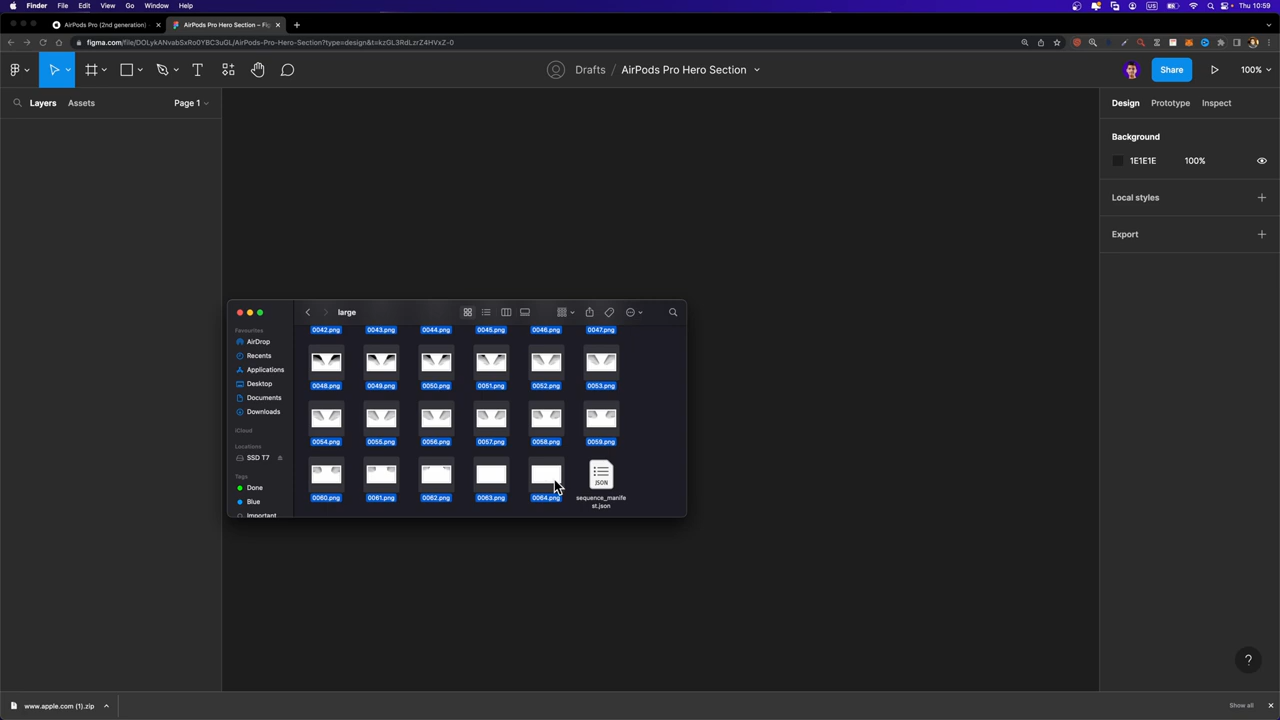 Finder File Edit View Go Window Help
US
Thu 10:59
AirPods Pro (2nd generation)
AirPods Pro Hero Section – Fig
figma.com/file/DOLykANvabSxRo0YBC3uGL/AirPods-Pro-Hero-Section?type=design&t=kzGL3RdLzrZ4HVxZ-0
Drafts / AirPods Pro Hero Section
Share
100%
Layers Assets Page 1
Design Prototype Inspect
Background
1E1E1E 100%
Local styles
Export
large
Favourites
AirDrop
Recents
Applications
Desktop
Documents
Downloads
iCloud
Locations
SSD T7
Tags
Done
Blue
Important
0042.png 0043.png 0044.png 0045.png 0046.png 0047.png
0048.png 0049.png 0050.png 0051.png 0052.png 0053.png
0054.png 0055.png 0056.png 0057.png 0058.png 0059.png
JSON
0060.png 0061.png 0062.png 0063.png 0064.png sequence_manife
st.json
?
www.apple.com (1).zip
Show all